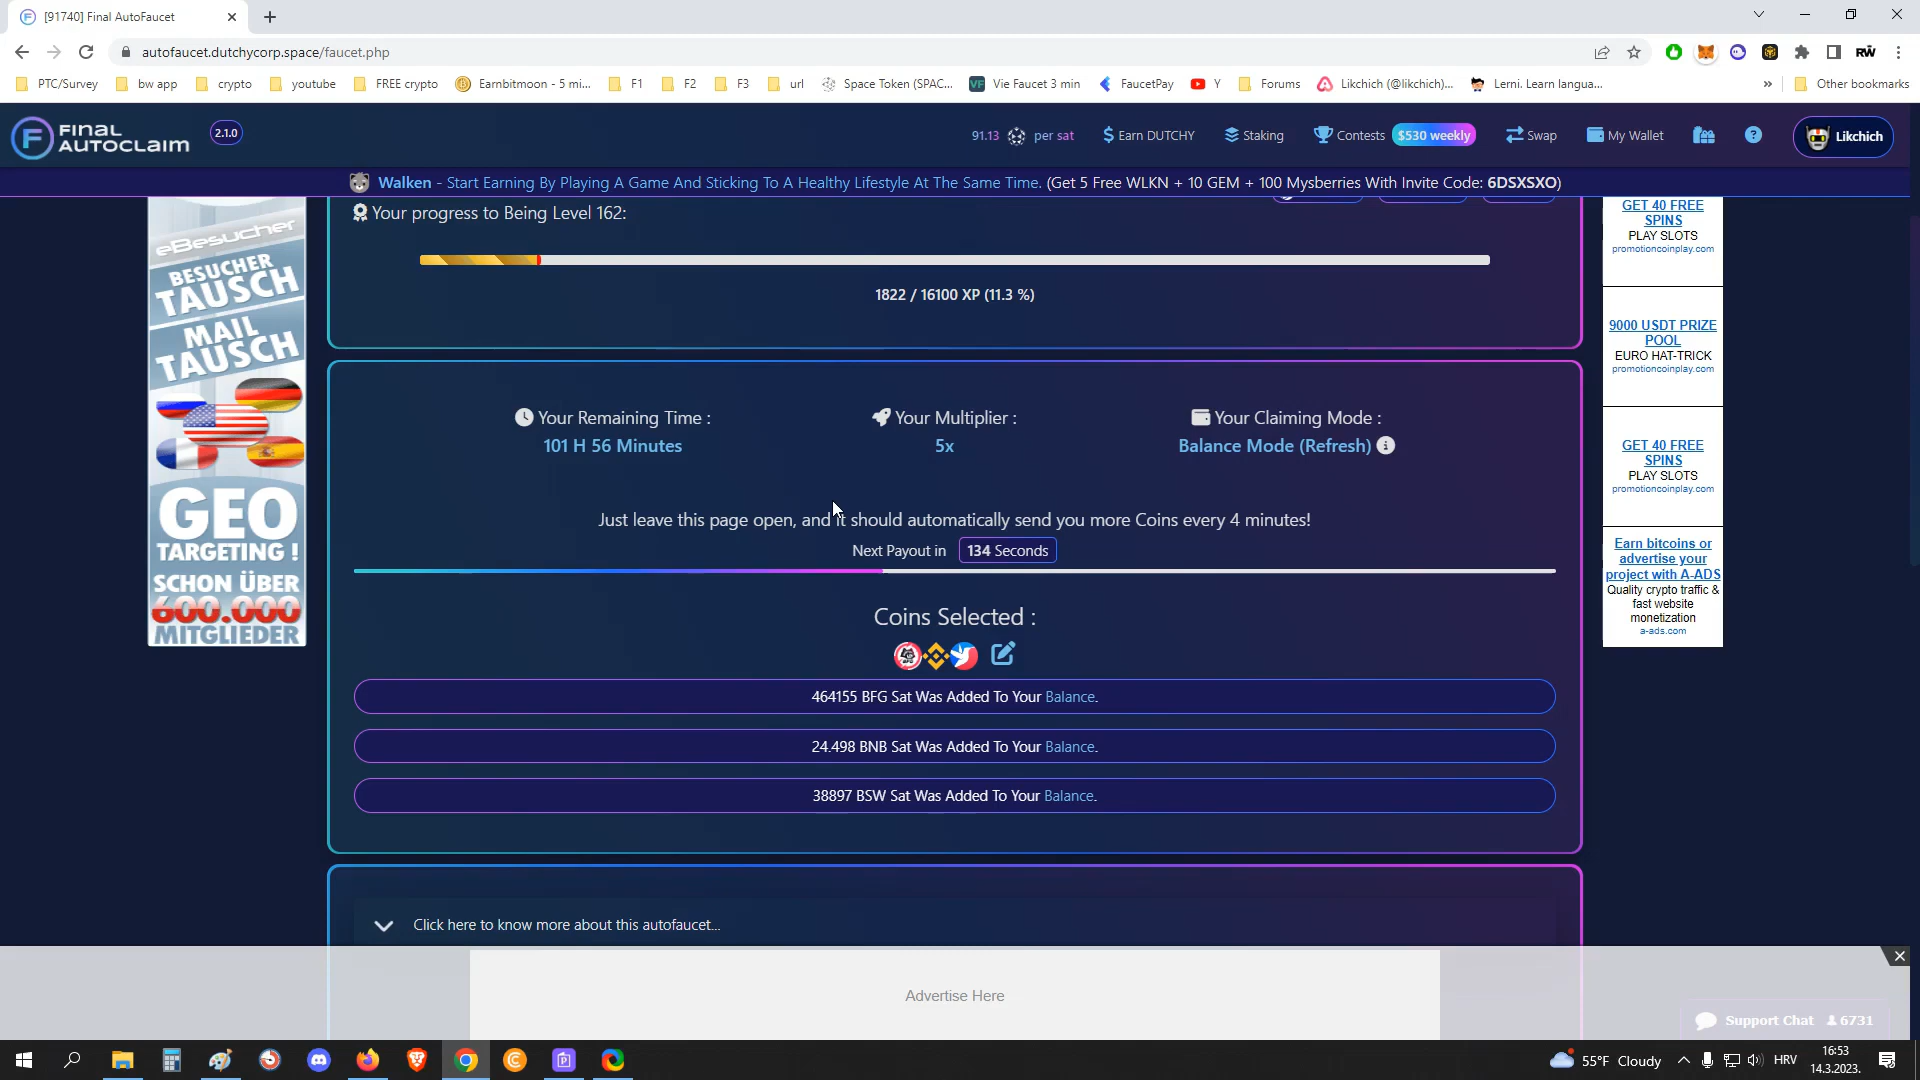 [91740] Final AutoFaucet
autofaucet.dutchycorp.space/faucet.php
PTC/Survey
bw app
crypto
youtube
FREE crypto
Earnbitmoon - 5 mi...
F1
F2
F3
url
Space Token (SPAC...
Vie Faucet 3 min
FaucetPay
Y
Forums
Likchich (@likchich)...
Lerni. Learn langua...
»
Other bookmarks
FINAL
AUTOCLAIM
2.1.0
91.13 per sat
Earn DUTCHY
Staking
Contests
$530 weekly
Swap
My Wallet
Likchich
Walken - Start Earning By Playing A Game And Sticking To A Healthy Lifestyle At The Same Time. (Get 5 Free WLKN + 10 GEM + 100 Mysberries With Invite Code: 6DSXSXO)
Your progress to Being Level 162:
1822 / 16100 XP (11.3 %)
eBesucher
BESUCHER
TAUSCH
MAIL
TAUSCH
GEO
TARGETING !
SCHON ÜBER
600.000
MITGLIEDER
Your Remaining Time :
101 H 56 Minutes
Your Multiplier :
5x
Your Claiming Mode :
Balance Mode (Refresh)
Just leave this page open, and it should automatically send you more Coins every 4 minutes!
Next Payout in 134 Seconds
Coins Selected :
464155 BFG Sat Was Added To Your Balance.
24.498 BNB Sat Was Added To Your Balance.
38897 BSW Sat Was Added To Your Balance.
Click here to know more about this autofaucet...
GET 40 FREE
SPINS
PLAY SLOTS
promotioncoinplay.com
9000 USDT PRIZE
POOL
EURO HAT-TRICK
promotioncoinplay.com
GET 40 FREE
SPINS
PLAY SLOTS
promotioncoinplay.com
Earn bitcoins or
advertise your
project with A-ADS
Quality crypto traffic &
fast website
monetization
a-ads.com
Advertise Here
Support Chat 6731
55°F Cloudy
HRV
16:53
14.3.2023.